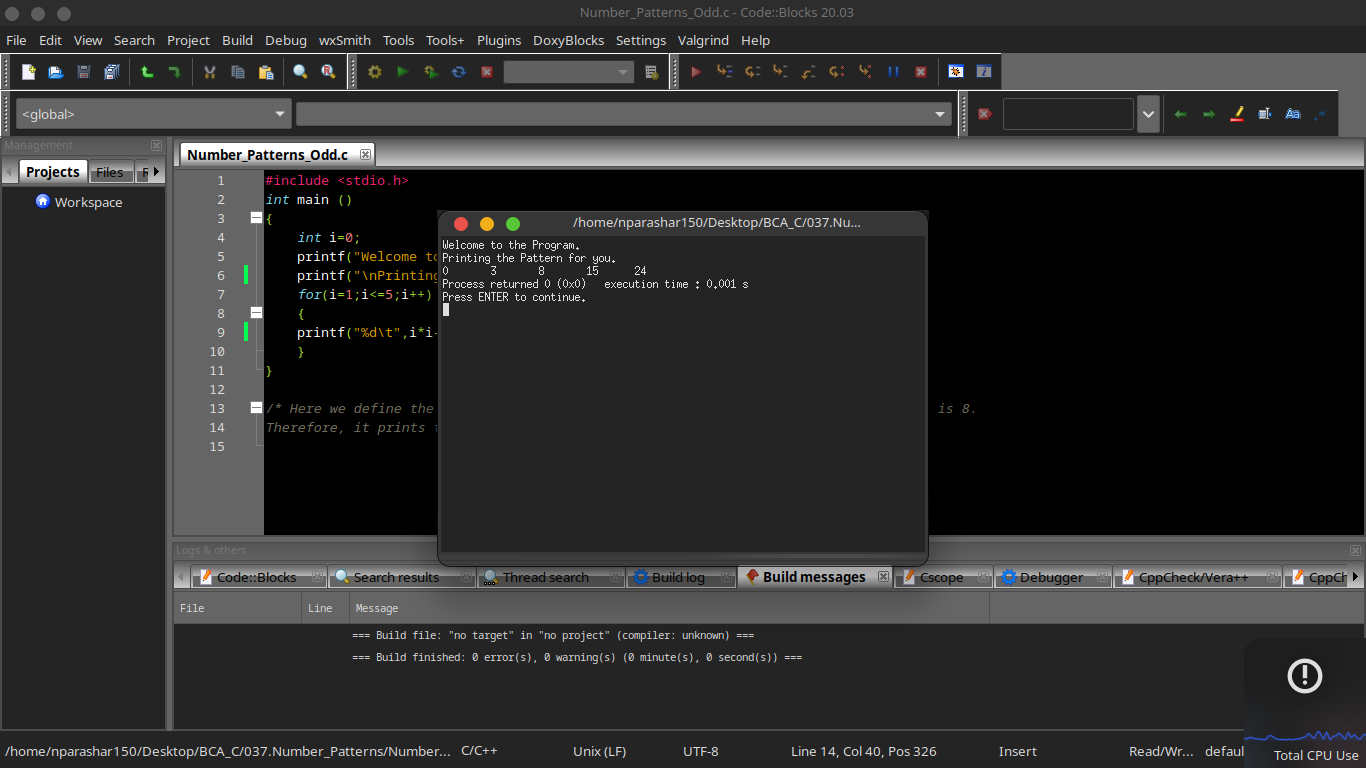 Number_Patterns_Odd.c - Code::Blocks 20.03
File Edit View Search Project Build Debug wxSmith Tools Tools+ Plugins DoxyBlocks Settings Valgrind Help
<global>
Management
Projects Files
Workspace
Number_Patterns_Odd.c
1 #include <stdio.h>
2 int main ()
3 {
4 int i=0;
5 printf("Welcome to
6 printf("\nPrinting
7 for(i=1;i<=5;i++)
8 {
9 printf("%d\t",i*i-
10 }
11 }
12
13 /* Here we define the is 8.
14 Therefore, it prints
15
/home/nparashar150/Desktop/BCA_C/037.Nu...
Welcome to the Program.
Printing the Pattern for you.
0 3 8 15 24
Process returned 0 (0x0) execution time : 0.001 s
Press ENTER to continue.
Logs & others
Code::Blocks Search results Thread search Build log Build messages Cscope Debugger CppCheck/Vera++ CppCh
File Line Message
=== Build file: "no target" in "no project" (compiler: unknown) ===
=== Build finished: 0 error(s), 0 warning(s) (0 minute(s), 0 second(s)) ===
/home/nparashar150/Desktop/BCA_C/037.Number_Patterns/Number... C/C++ Unix (LF) UTF-8 Line 14, Col 40, Pos 326 Insert Read/Wr... defaul
Total CPU Use